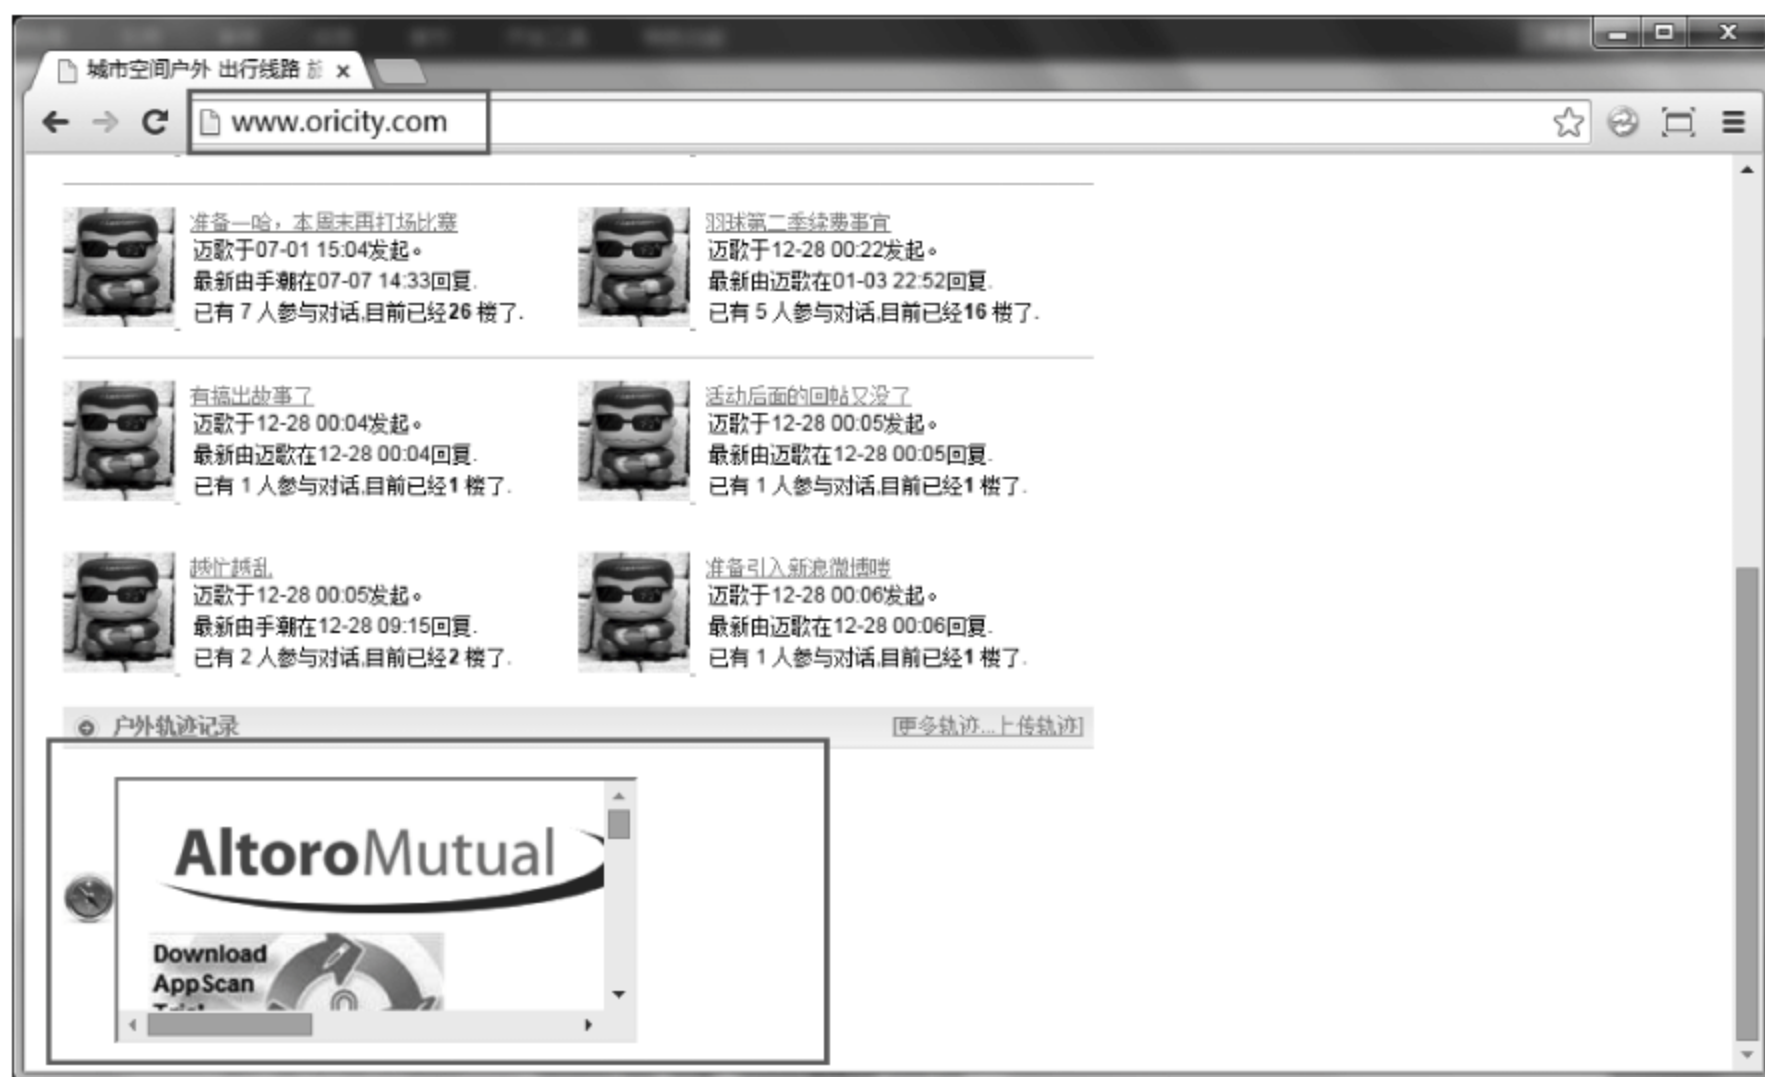 城市空间户外 出行线路 旅
www.oricity.com
准备一哈，本周末再打场比赛
迈歌于07-01 15:04发起。
最新由手潮在07-07 14:33回复.
已有 7 人参与对话,目前已经26 楼了.
羽球第二季续费事宜
迈歌于12-28 00:22发起。
最新由迈歌在01-03 22:52回复.
已有 5 人参与对话,目前已经16 楼了.
有搞出故事了
迈歌于12-28 00:04发起。
最新由迈歌在12-28 00:04回复.
已有 1 人参与对话,目前已经1 楼了.
活动后面的回帖又没了
迈歌于12-28 00:05发起。
最新由迈歌在12-28 00:05回复.
已有 1 人参与对话,目前已经1 楼了.
越忙越乱
迈歌于12-28 00:05发起。
最新由手潮在12-28 09:15回复.
已有 2 人参与对话,目前已经2 楼了.
准备引入新浪微博喽
迈歌于12-28 00:06发起。
最新由迈歌在12-28 00:06回复.
已有 1 人参与对话,目前已经1 楼了.
户外轨迹记录
[更多轨迹...上传轨迹]
AltoroMutual
Download
AppScan
Trial